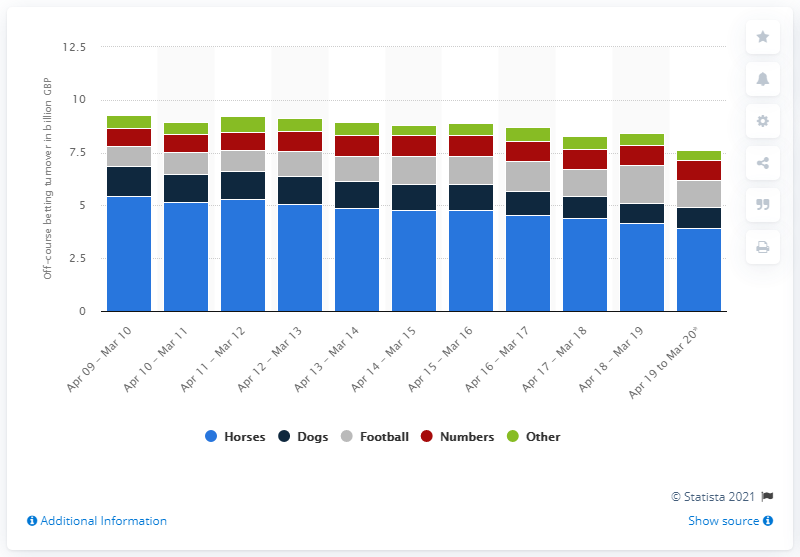 12.5
10
7.5
5
2.5
0
Off-course betting turnover in billion GBP
Apr 09 – Mar 10
Apr 10 – Mar 11
Apr 11 – Mar 12
Apr 12 – Mar 13
Apr 13 – Mar 14
Apr 14 – Mar 15
Apr 15 – Mar 16
Apr 16 – Mar 17
Apr 17 – Mar 18
Apr 18 – Mar 19
Apr 19 to Mar 20*
Horses Dogs Football Numbers Other
© Statista 2021
Additional Information Show source